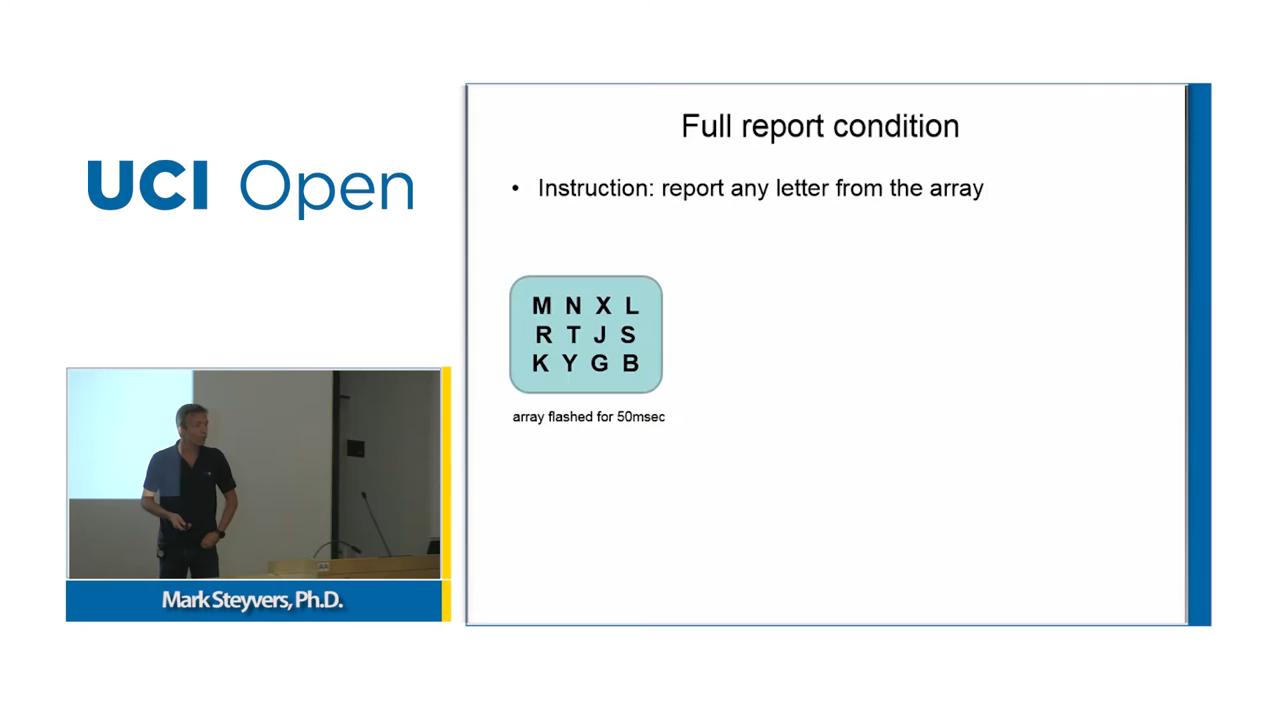 UCI Open
Full report condition
• Instruction: report any letter from the array
M N X L
R T J S
K Y G B
array flashed for 50msec
Mark Steyvers, Ph.D.